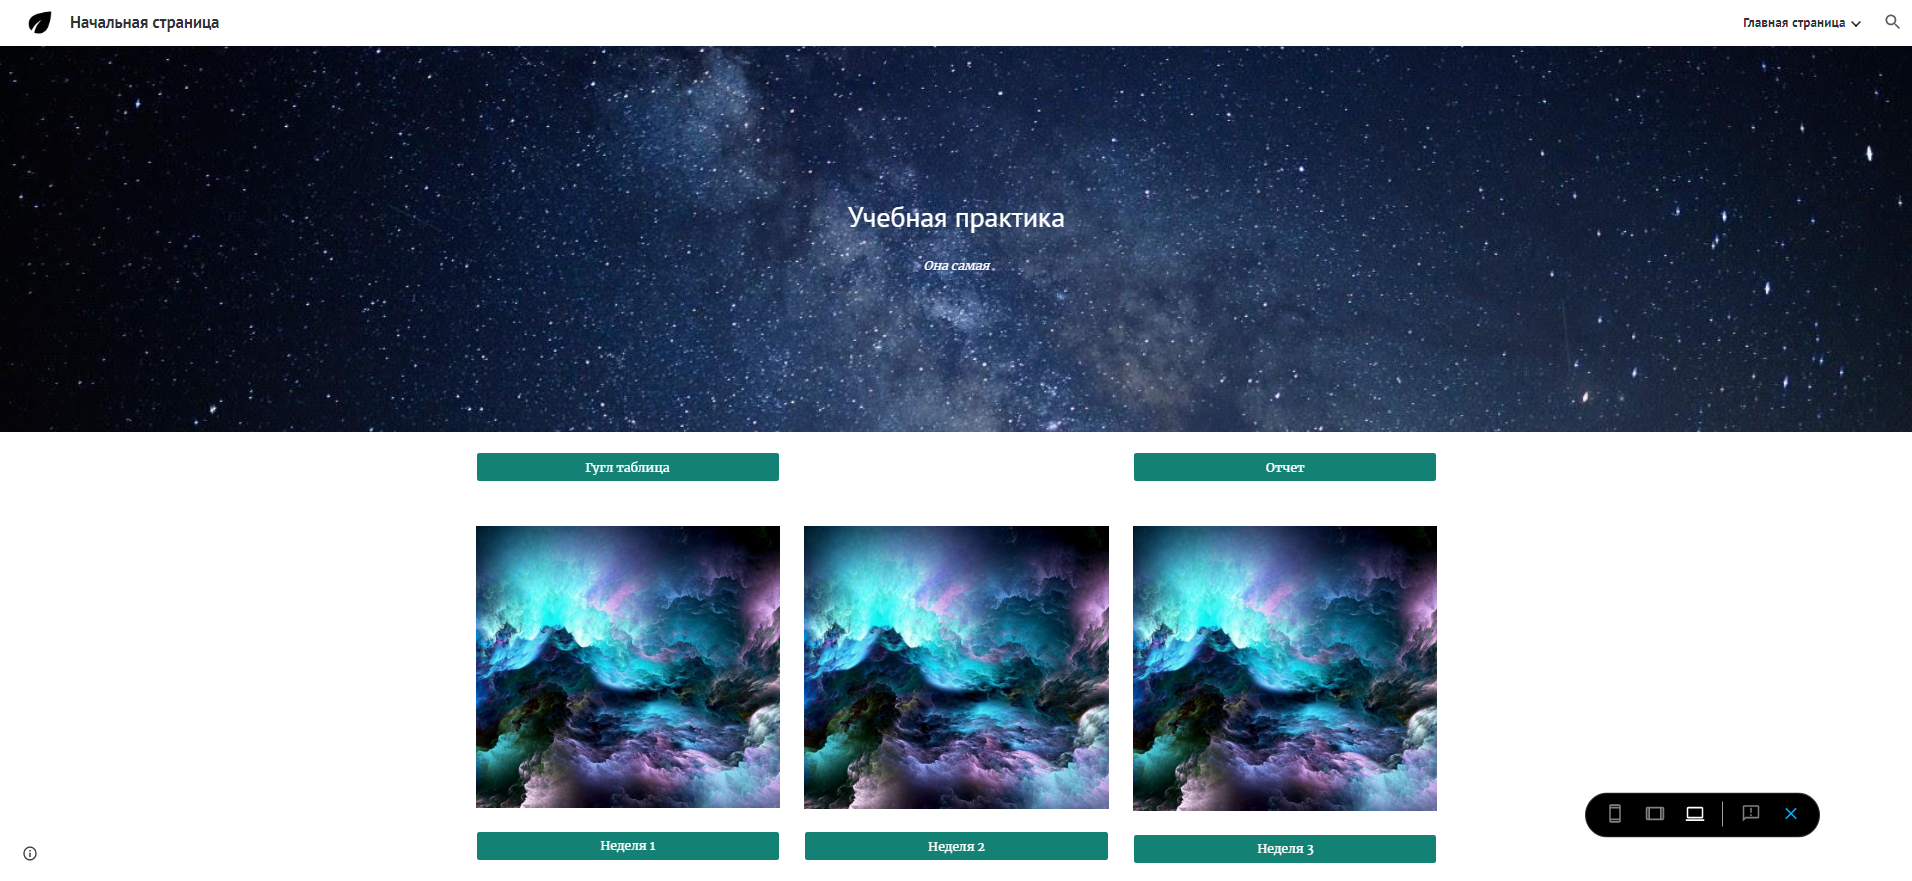 Начальная страница
Главная страница
Учебная практика
Она самая
Гугл таблица
Отчет
Неделя 1
Неделя 2
Неделя 3